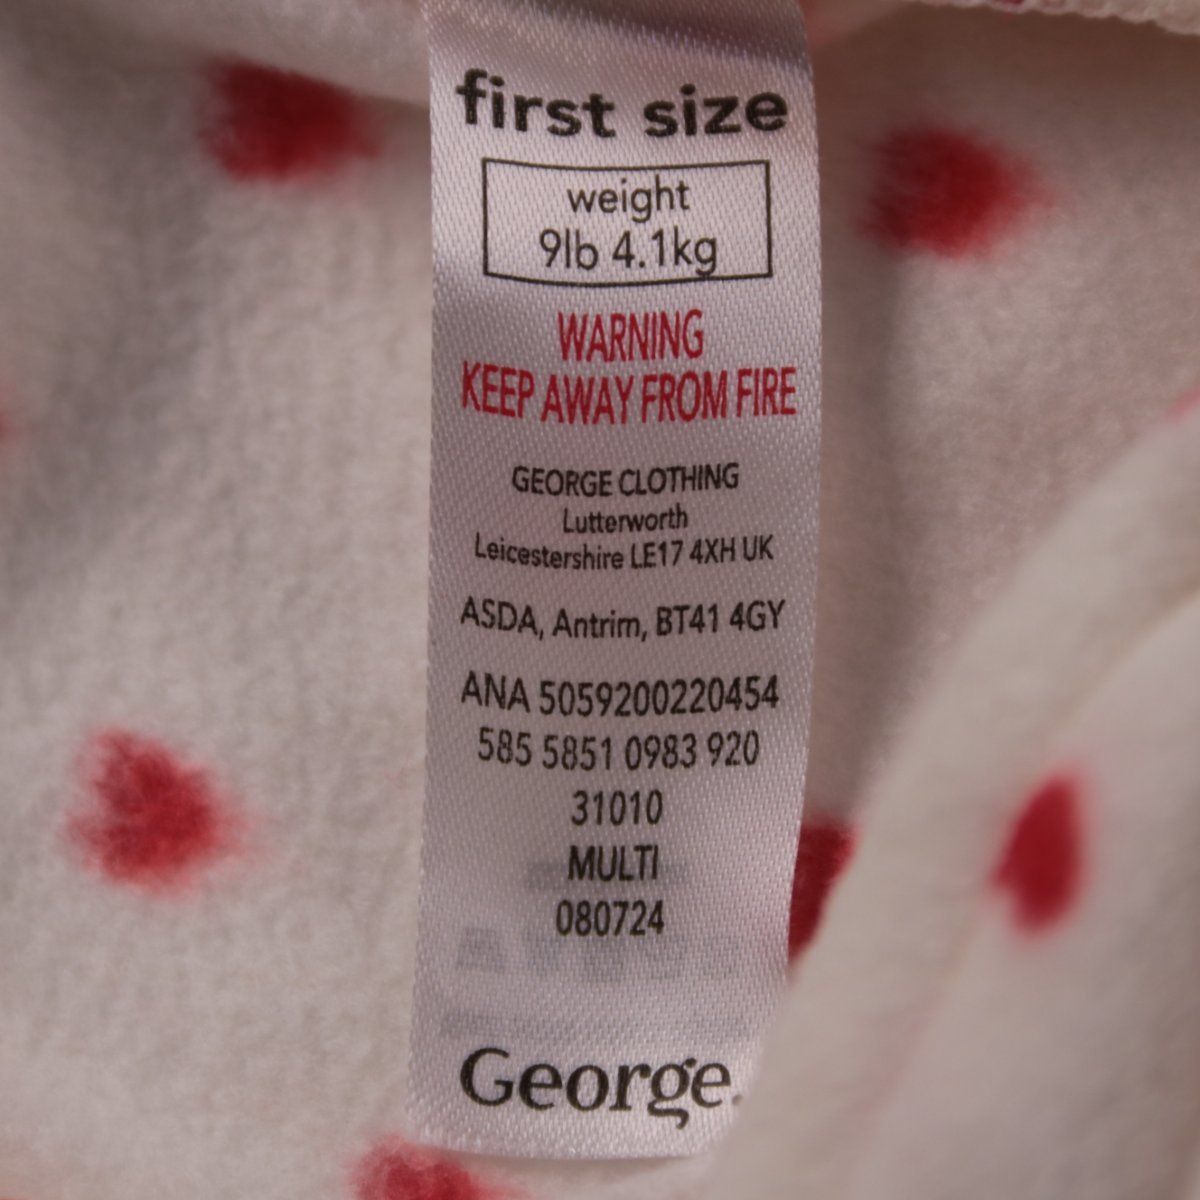 first size
weight
9lb 4.1kg
WARNING
KEEP AWAY FROM FIRE
GEORGE CLOTHING
Lutterworth
Leicestershire LE17 4XH UK
ASDA, Antrim, BT41 4GY
ANA 5059200220454
585 5851 0983 920
31010
MULTI
080724
George.